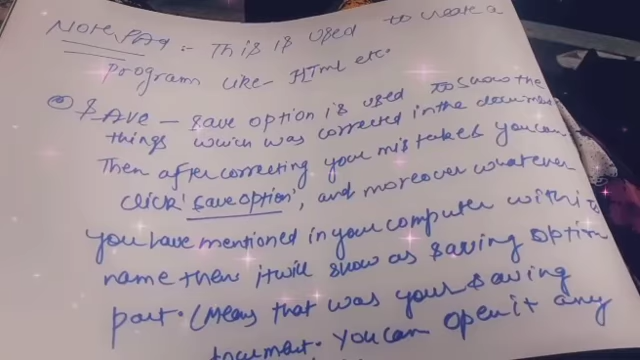 Note Pad :- This is used to create a
program like - HTML etc.
SAVE - save option is used to show the
things which was corrected in the document
Then after correcting your mistakes you can
click 'save option', and moreover whatever
you have mentioned in your computer with its
name then it will show as saving option
part. (Means that was your saving
document. You can open it any